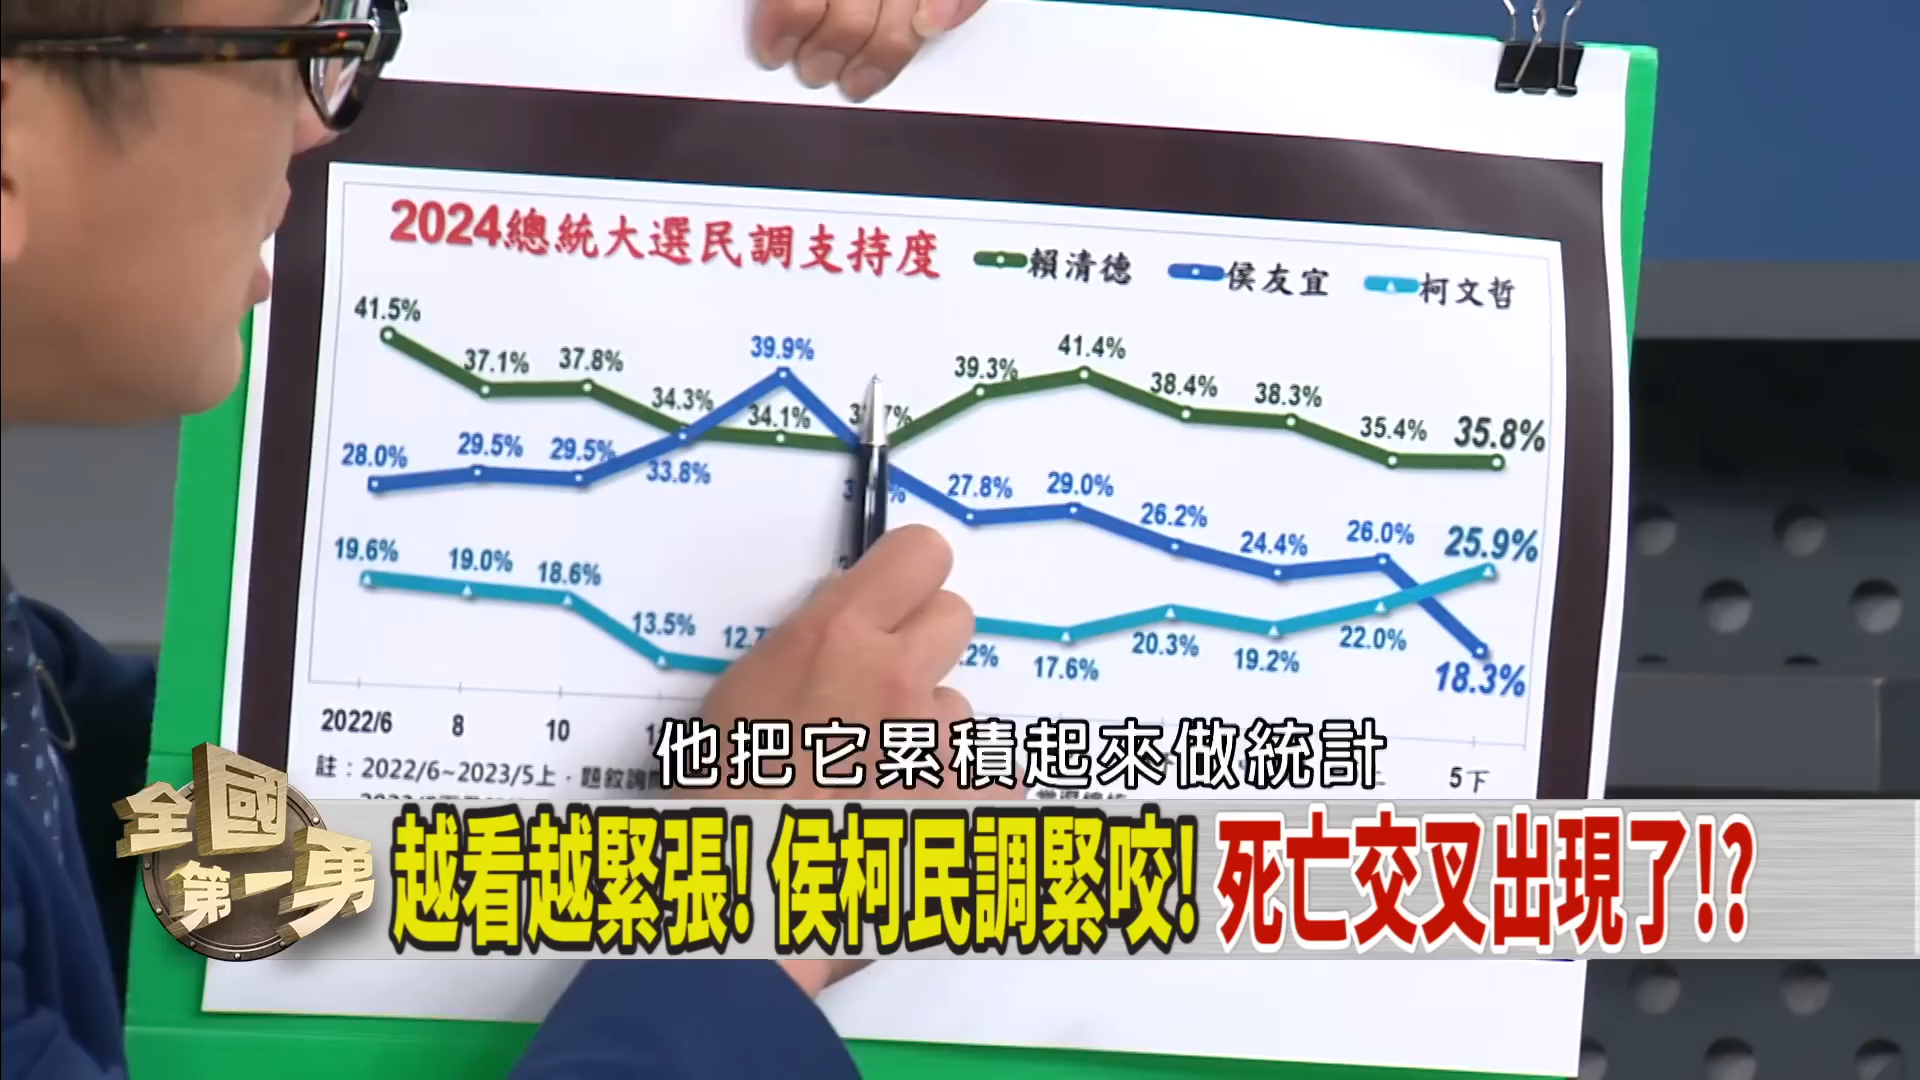 2024總統大選民調支持度
賴清德 侯友宜 柯文哲
41.5% 37.1% 37.8% 34.3% 34.1% 39.3% 41.4% 38.4% 38.3% 35.4% 35.8%
28.0% 29.5% 29.5% 33.8% 39.9% 27.8% 29.0% 26.2% 24.4% 26.0% 18.3%
19.6% 19.0% 18.6% 13.5% 17.6% 20.3% 19.2% 22.0% 25.9%
2022/6 8 10 5下
註：2022/6~2023/5上，
他把它累積起來做統計
全國第一勇
越看越緊張! 侯柯民調緊咬! 死亡交叉出現了!?